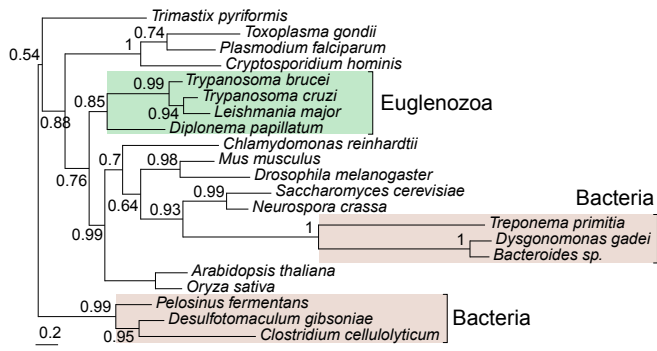 Trimastix pyriformis
0.74 Toxoplasma gondii
0.54 1 Plasmodium falciparum
Cryptosporidium hominis
0.99 Trypanosoma brucei
0.85 Trypanosoma cruzi Euglenozoa
0.88 0.94 Leishmania major
Diplonema papillatum
Chlamydomonas reinhardtii
0.7 0.98 Mus musculus
0.76 Drosophila melanogaster
0.64 0.99 Saccharomyces cerevisiae Bacteria
0.93 Neurospora crassa
0.99 1 Treponema primitia
1 Dysgonomonas gadei
Bacteroides sp.
Arabidopsis thaliana
Oryza sativa
0.99 Pelosinus fermentans
Desulfotomaculum gibsoniae Bacteria
0.2 0.95 Clostridium cellulolyticum